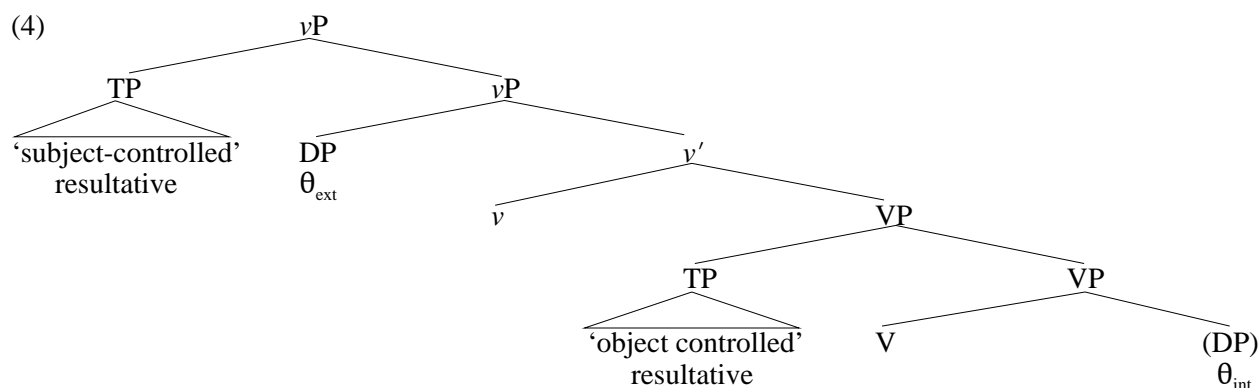 (4) vP
TP vP
‘subject-controlled’ DP v′
resultative θext
v VP
TP VP
‘object controlled’ V (DP)
resultative θint